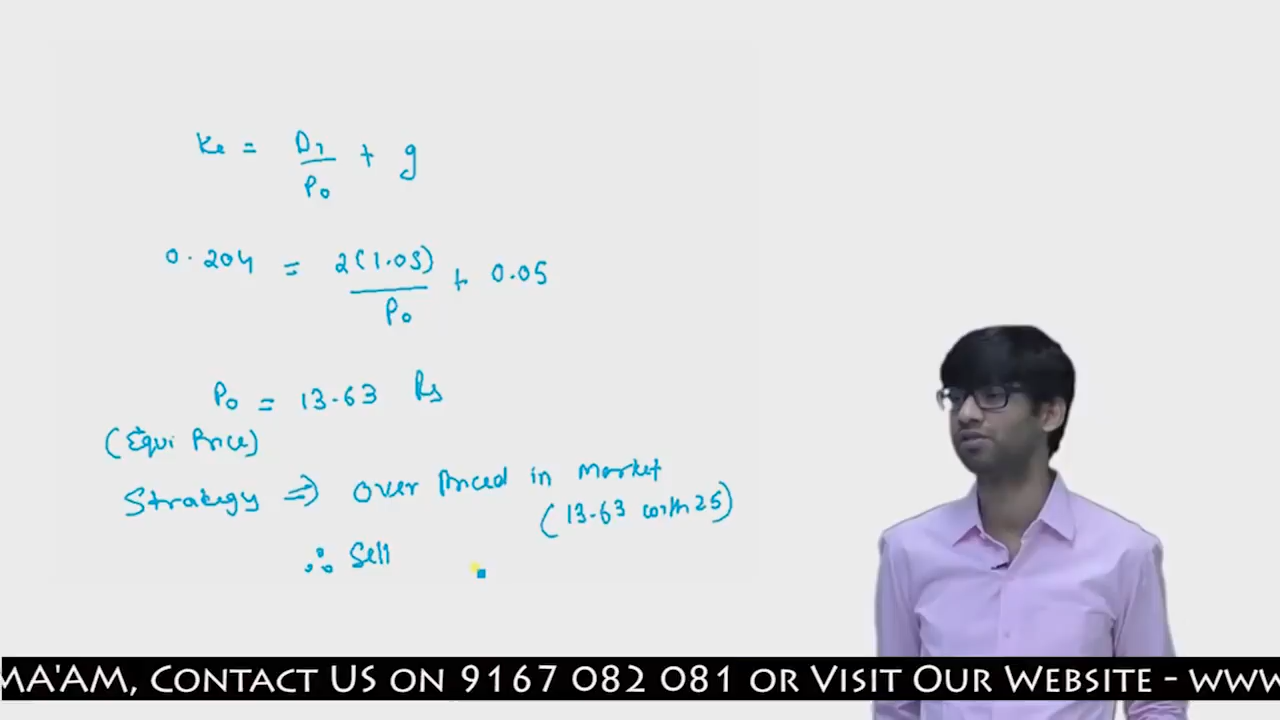 Ke = D1/P0 + g
0.204 = 2(1.05)/P0 + 0.05
P0 = 13.63 Rs
(Equi Price)
Strategy ⇒ Over Priced in market
(13.63 worth 25)
∴ Sell
MA'AM, CONTACT US ON 9167 082 081 OR VISIT OUR WEBSITE - WWW